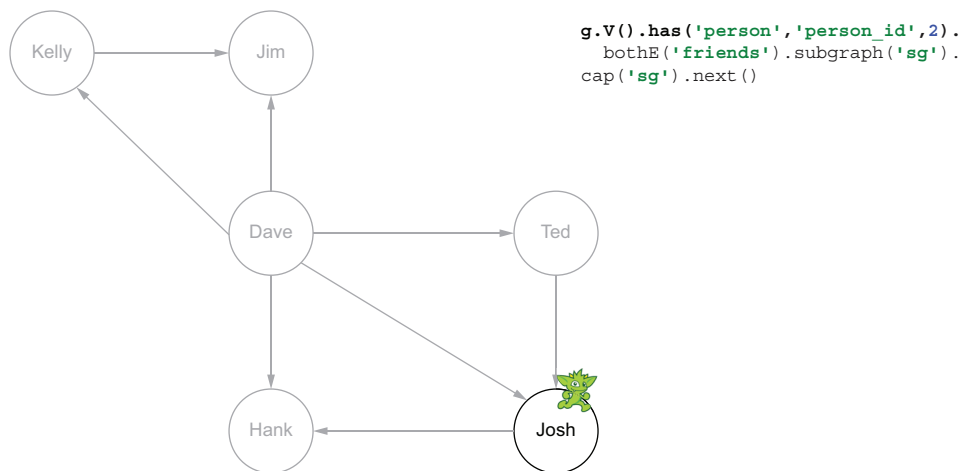 Kelly
Jim
g.V().has('person','person_id',2).
bothE('friends').subgraph('sg').
cap('sg').next()
Dave
Ted
Hank
Josh